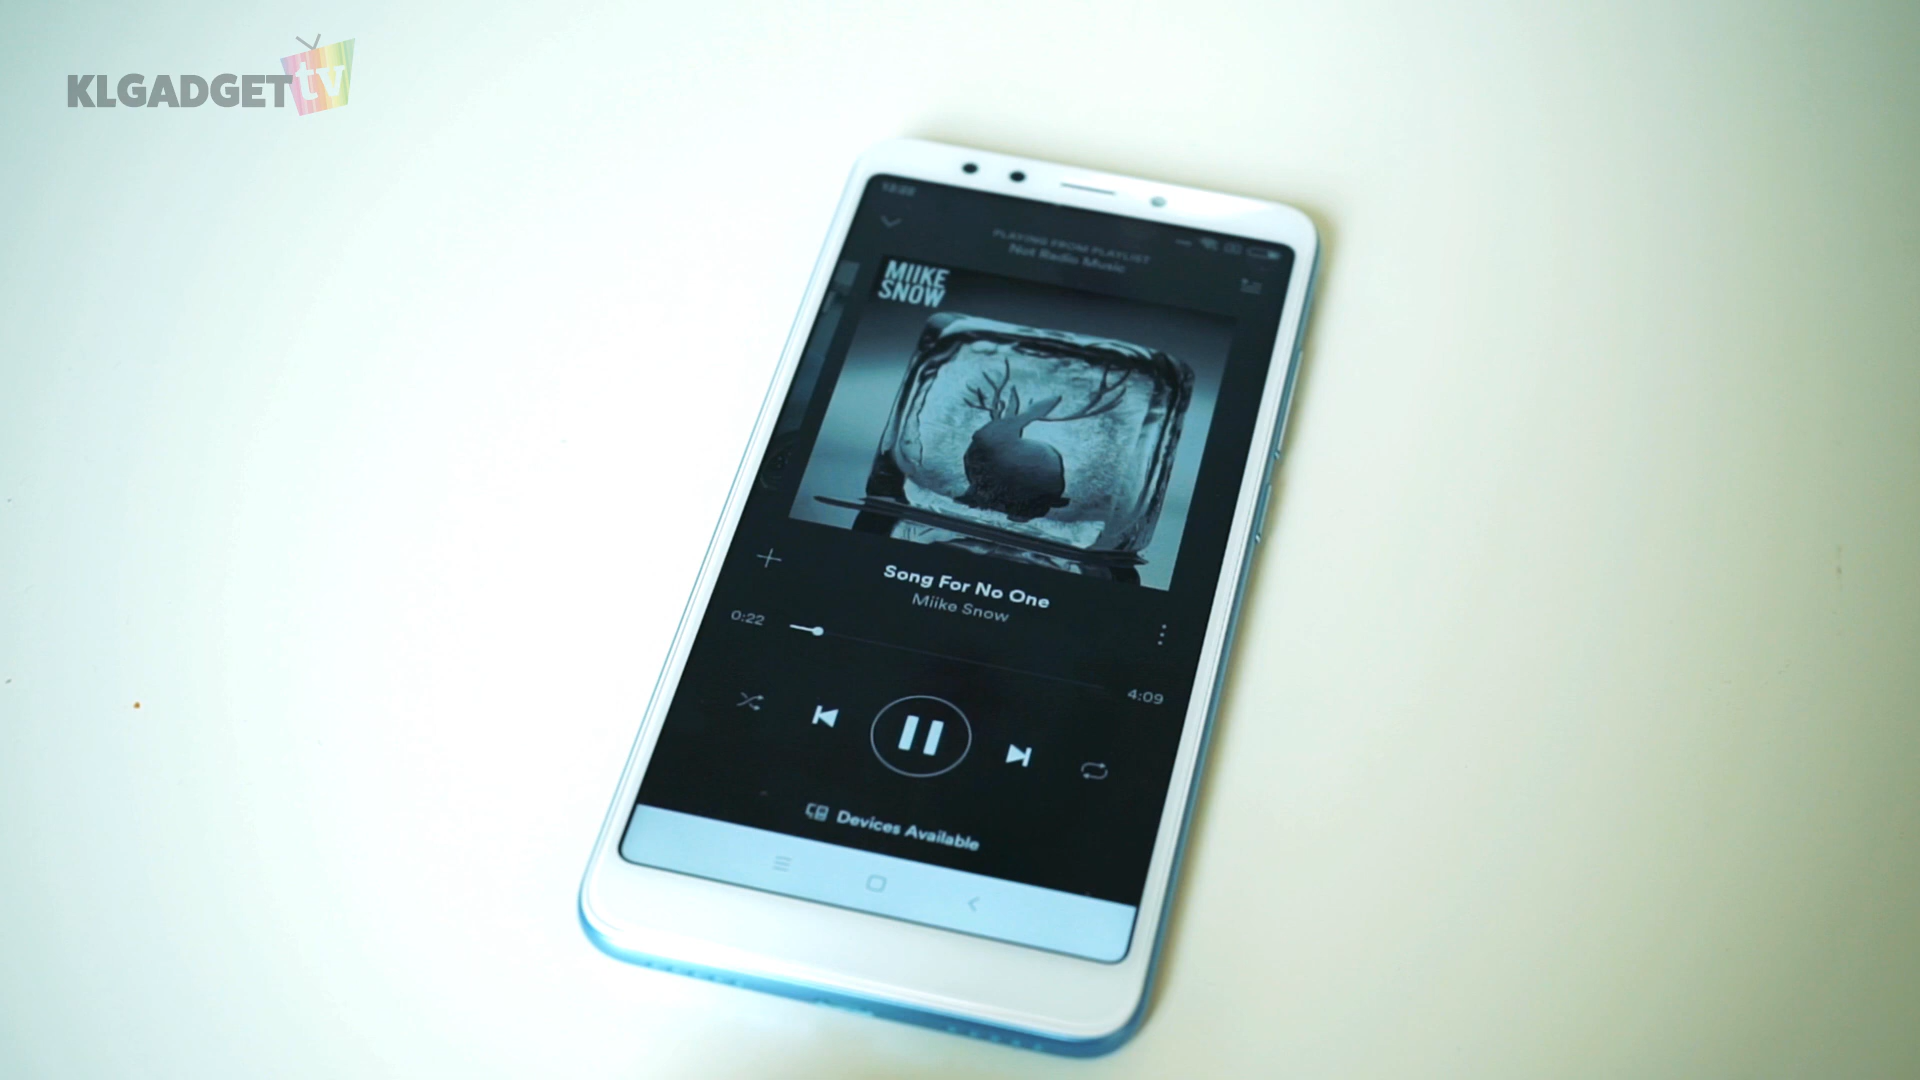 KLGADGET tv
PLAYING FROM PLAYLIST
Not Radio Music
MIIKE
SNOW
Song For No One
Miike Snow
0:22
4:09
Devices Available